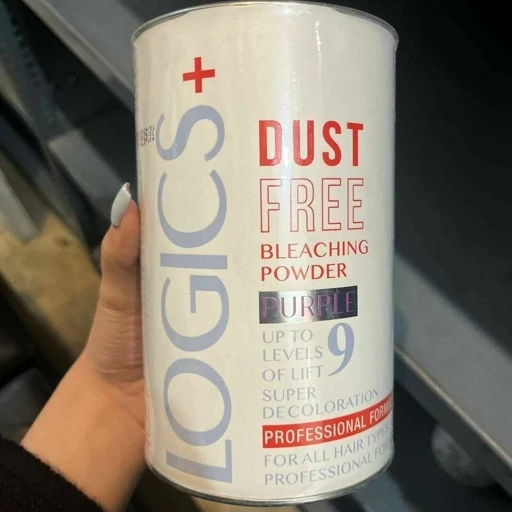 LOGICS+
DUST
FREE
BLEACHING
POWDER
PURPLE
UP TO
LEVELS 9
OF LIFT
SUPER
DECOLORATION
PROFESSIONAL
FOR ALL HAIR TYPES
PROFESSIONAL